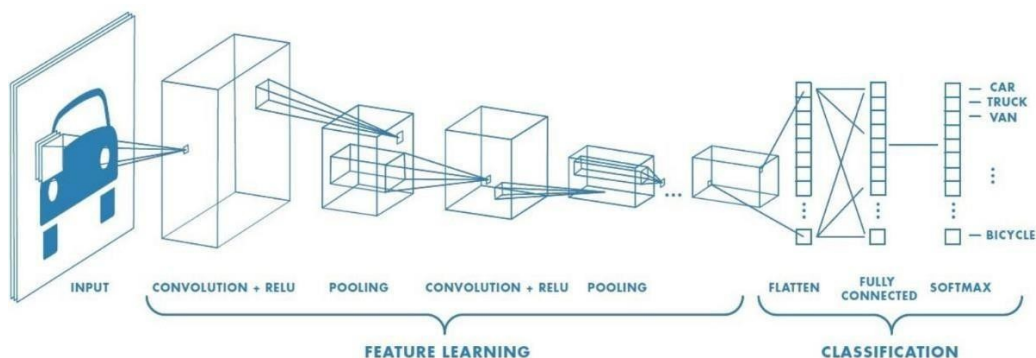 CAR
TRUCK
VAN
BICYCLE
INPUT
CONVOLUTION + RELU
POOLING
CONVOLUTION + RELU
POOLING
FLATTEN
FULLY
CONNECTED
SOFTMAX
FEATURE LEARNING
CLASSIFICATION